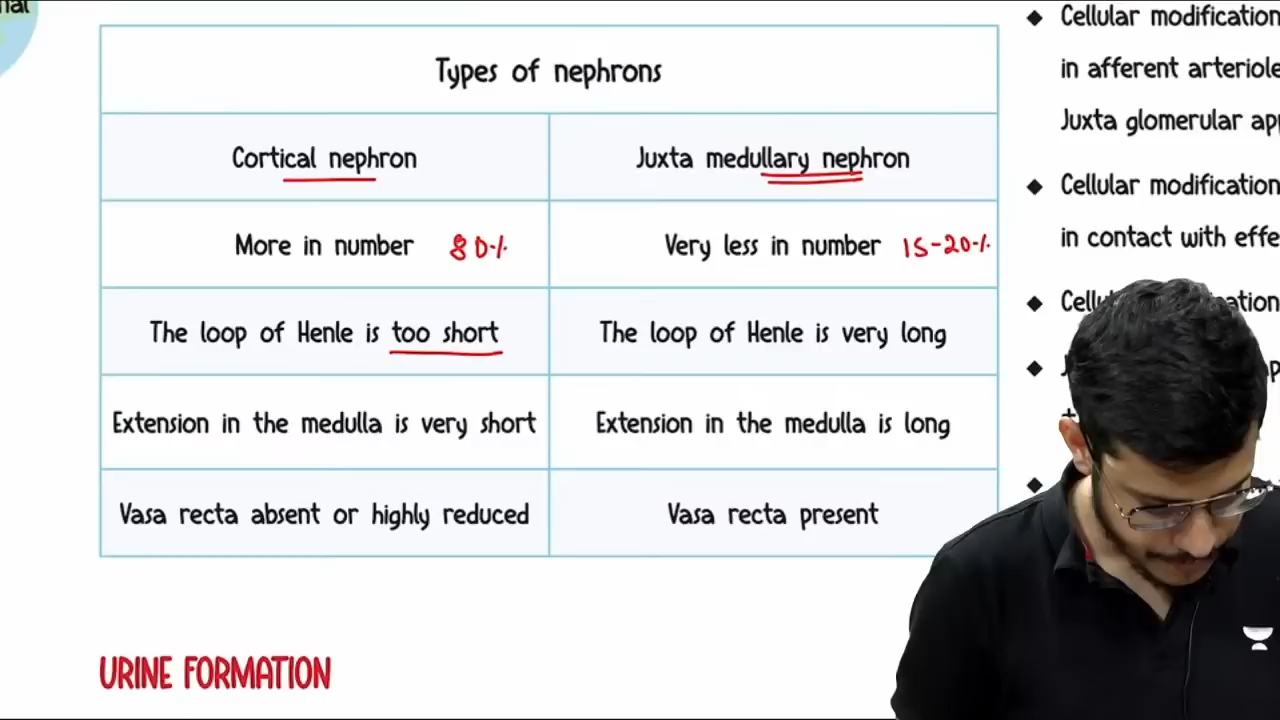 nal
Types of nephrons
Cortical nephron
Juxta medullary nephron
More in number 80%
Very less in number 15-20%
The loop of Henle is too short
The loop of Henle is very long
Extension in the medulla is very short
Extension in the medulla is long
Vasa recta absent or highly reduced
Vasa recta present
URINE FORMATION
Cellular modification
in afferent arteriole
Juxta glomerular app
Cellular modification
in contact with effe